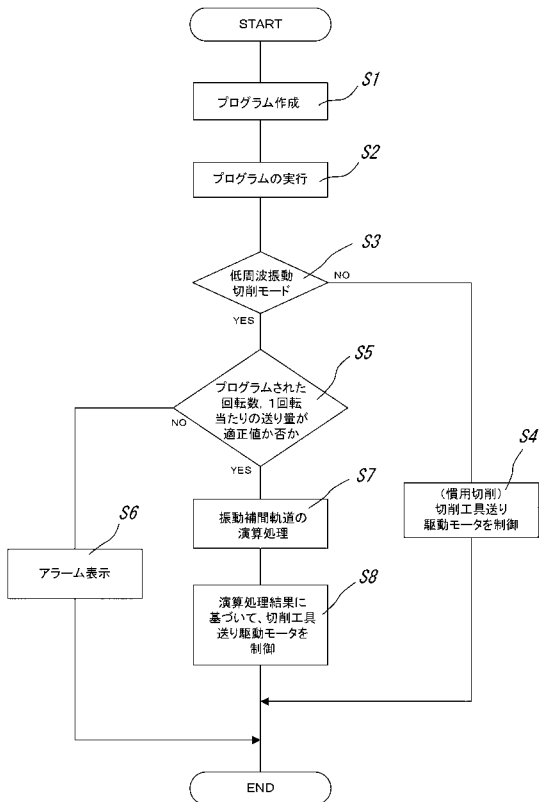 START
S1
プログラム作成
S2
プログラムの実行
S3
低周波振動
切削モード
NO
YES
S5
プログラムされた
回転数，1回転
当たりの送り量が
適正値か否か
NO
YES
S4
（慣用切削）
切削工具送り
駆動モータを制御
S7
振動補間軌道の
演算処理
S6
アラーム表示
S8
演算処理結果に
基づいて、切削工具
送り駆動モータを
制御
END